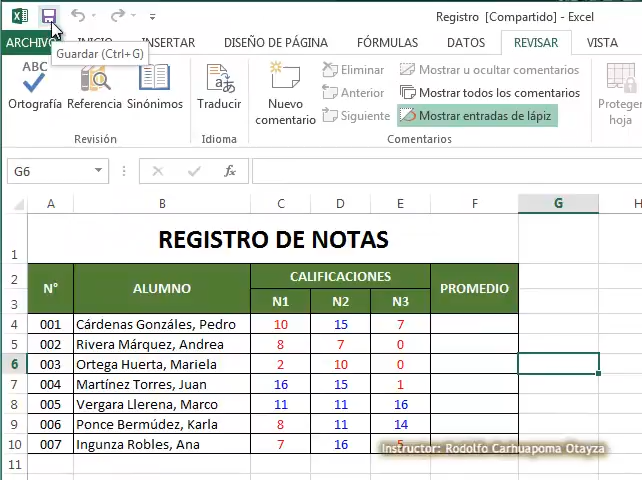 Registro [Compartido] - Excel
ARCHIVO INICIO INSERTAR DISEÑO DE PÁGINA FÓRMULAS DATOS REVISAR VISTA
Guardar (Ctrl+G)
ABC
Ortografía
Referencia
Sinónimos
Revisión
Traducir
Idioma
Nuevo
comentario
Eliminar
Anterior
Siguiente
Mostrar u ocultar comentarios
Mostrar todos los comentarios
Mostrar entradas de lápiz
Comentarios
Proteger
hoja
G6 fx
A B C D E F G H
1 REGISTRO DE NOTAS
2 N° ALUMNO CALIFICACIONES PROMEDIO
3 N1 N2 N3
4 001 Cárdenas Gonzáles, Pedro 10 15 7
5 002 Rivera Márquez, Andrea 8 7 0
6 003 Ortega Huerta, Mariela 2 10 0
7 004 Martínez Torres, Juan 16 15 1
8 005 Vergara Llerena, Marco 11 11 16
9 006 Ponce Bermúdez, Karla 8 11 14
10 007 Ingunza Robles, Ana 7 16 5
Instructor: Rodolfo Carhuapoma Otayza
11